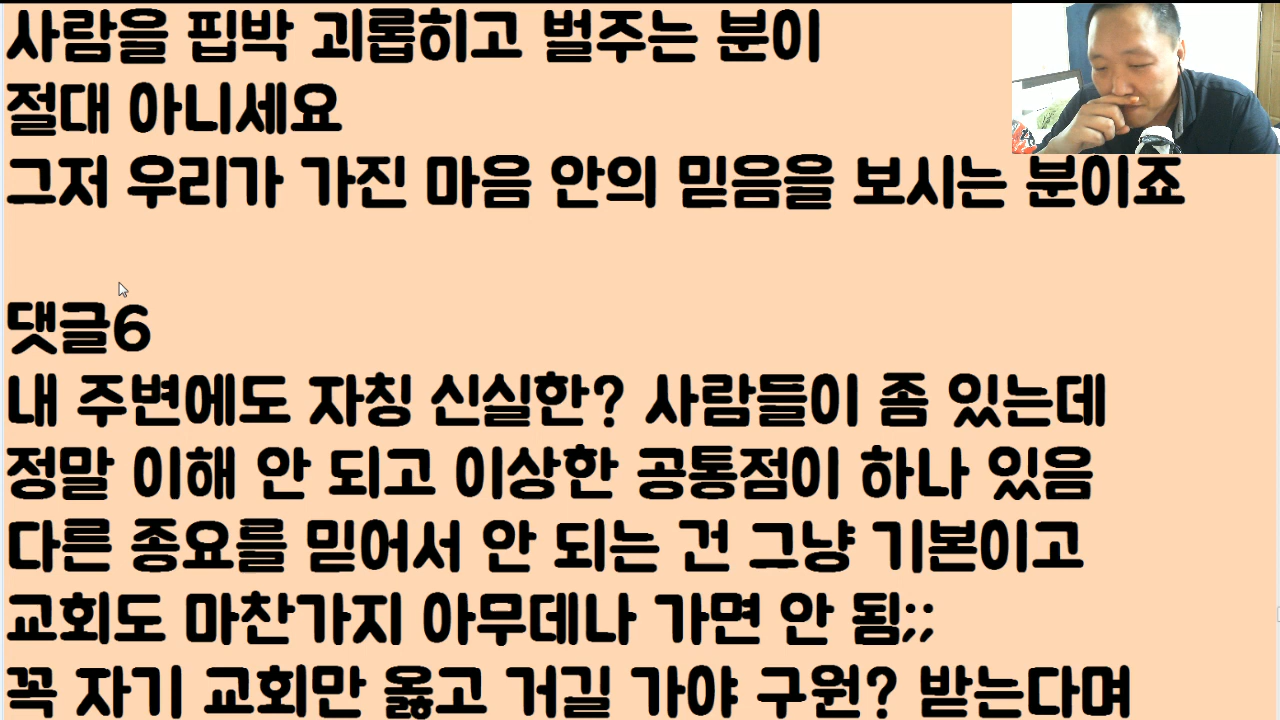 사람을 핍박 괴롭히고 벌주는 분이
절대 아니세요
그저 우리가 가진 마음 안의 믿음을 보시는 분이죠
댓글6
내 주변에도 자칭 신실한? 사람들이 좀 있는데
정말 이해 안 되고 이상한 공통점이 하나 있음
다른 종요를 믿어서 안 되는 건 그냥 기본이고
교회도 마찬가지 아무데나 가면 안 됨;;
꼭 자기 교회만 옳고 거길 가야 구원? 받는다며